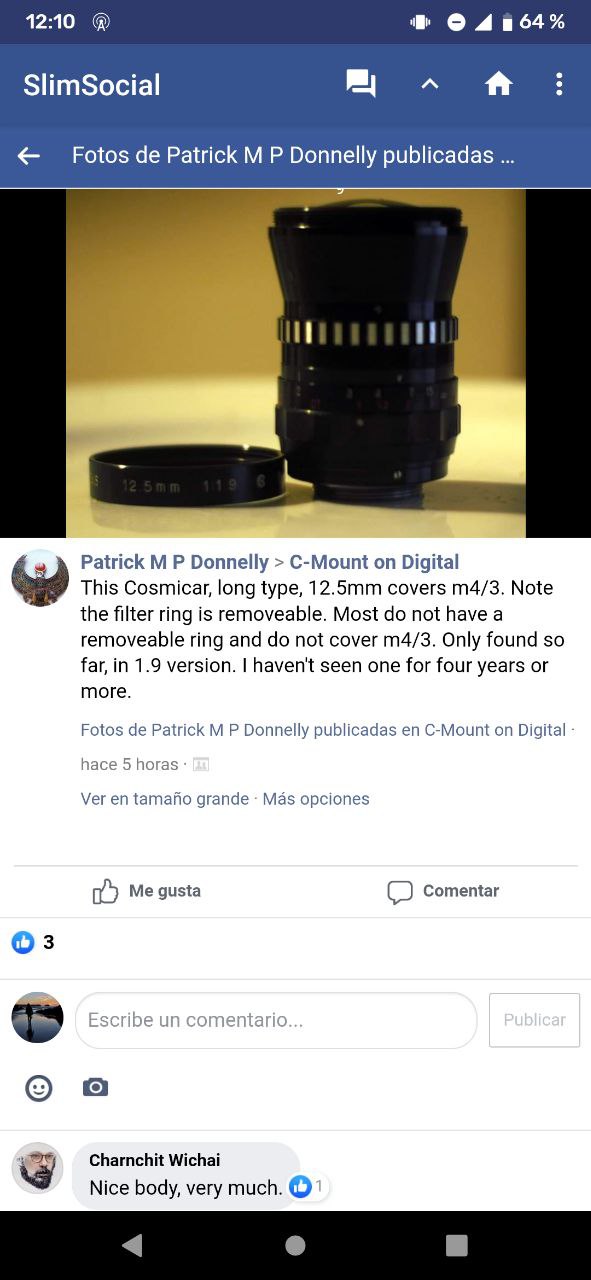 12:10
64 %
SlimSocial
Fotos de Patrick M P Donnelly publicadas ...
12.5mm 1:1.9
Patrick M P Donnelly > C-Mount on Digital
This Cosmicar, long type, 12.5mm covers m4/3. Note
the filter ring is removeable. Most do not have a
removeable ring and do not cover m4/3. Only found so
far, in 1.9 version. I haven't seen one for four years or
more.
Fotos de Patrick M P Donnelly publicadas en C-Mount on Digital ·
hace 5 horas ·
Ver en tamaño grande · Más opciones
Me gusta
Comentar
3
Escribe un comentario...
Publicar
Charnchit Wichai
Nice body, very much.
1